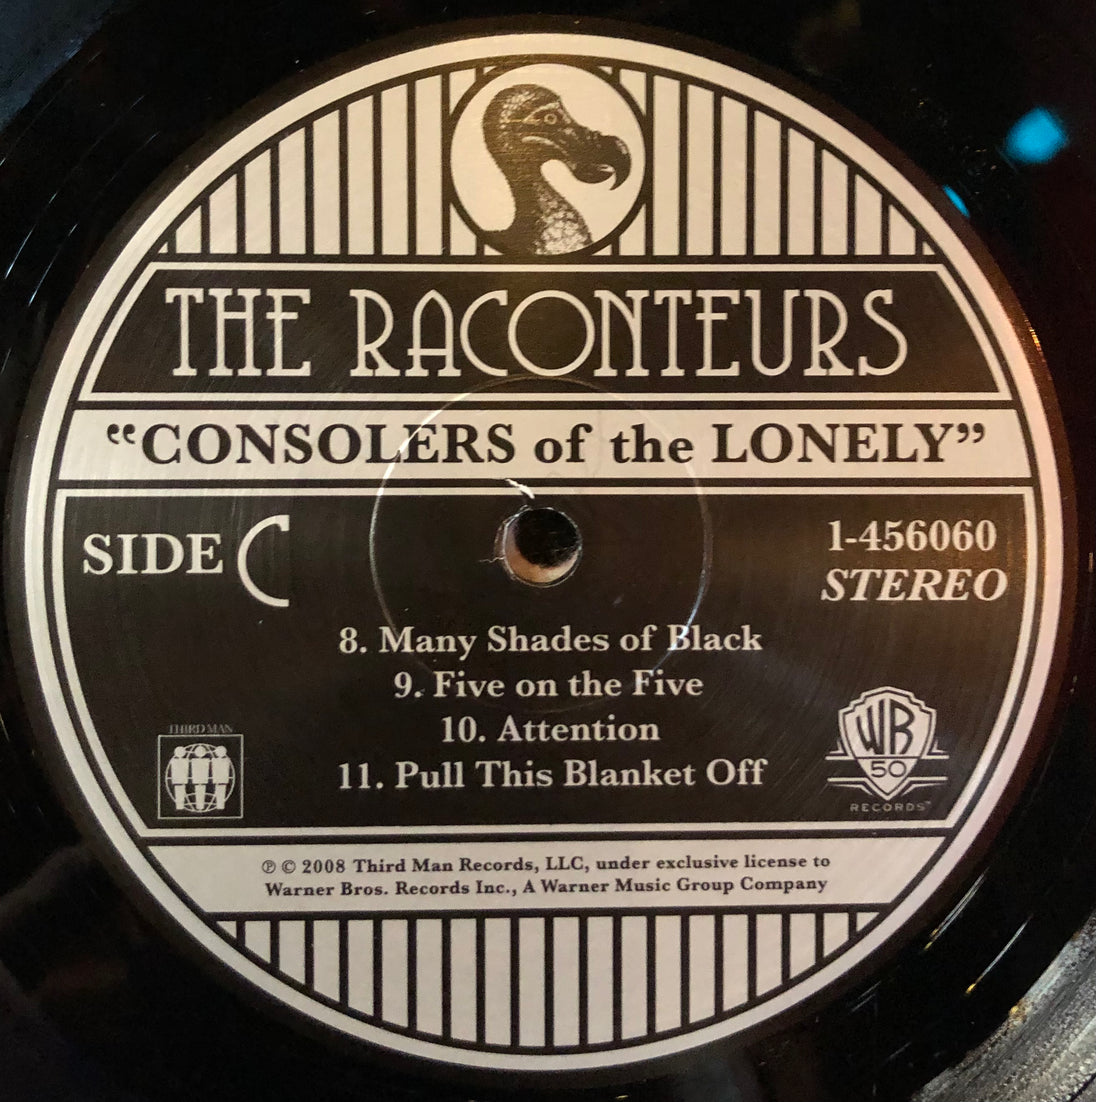 THE RACONTEURS
“CONSOLERS of the LONELY”
SIDE C
1-456060
STEREO
8. Many Shades of Black
9. Five on the Five
10. Attention
11. Pull This Blanket Off
THIRD MAN
WB
50
RECORDS™
℗ © 2008 Third Man Records, LLC, under exclusive license to
Warner Bros. Records Inc., A Warner Music Group Company